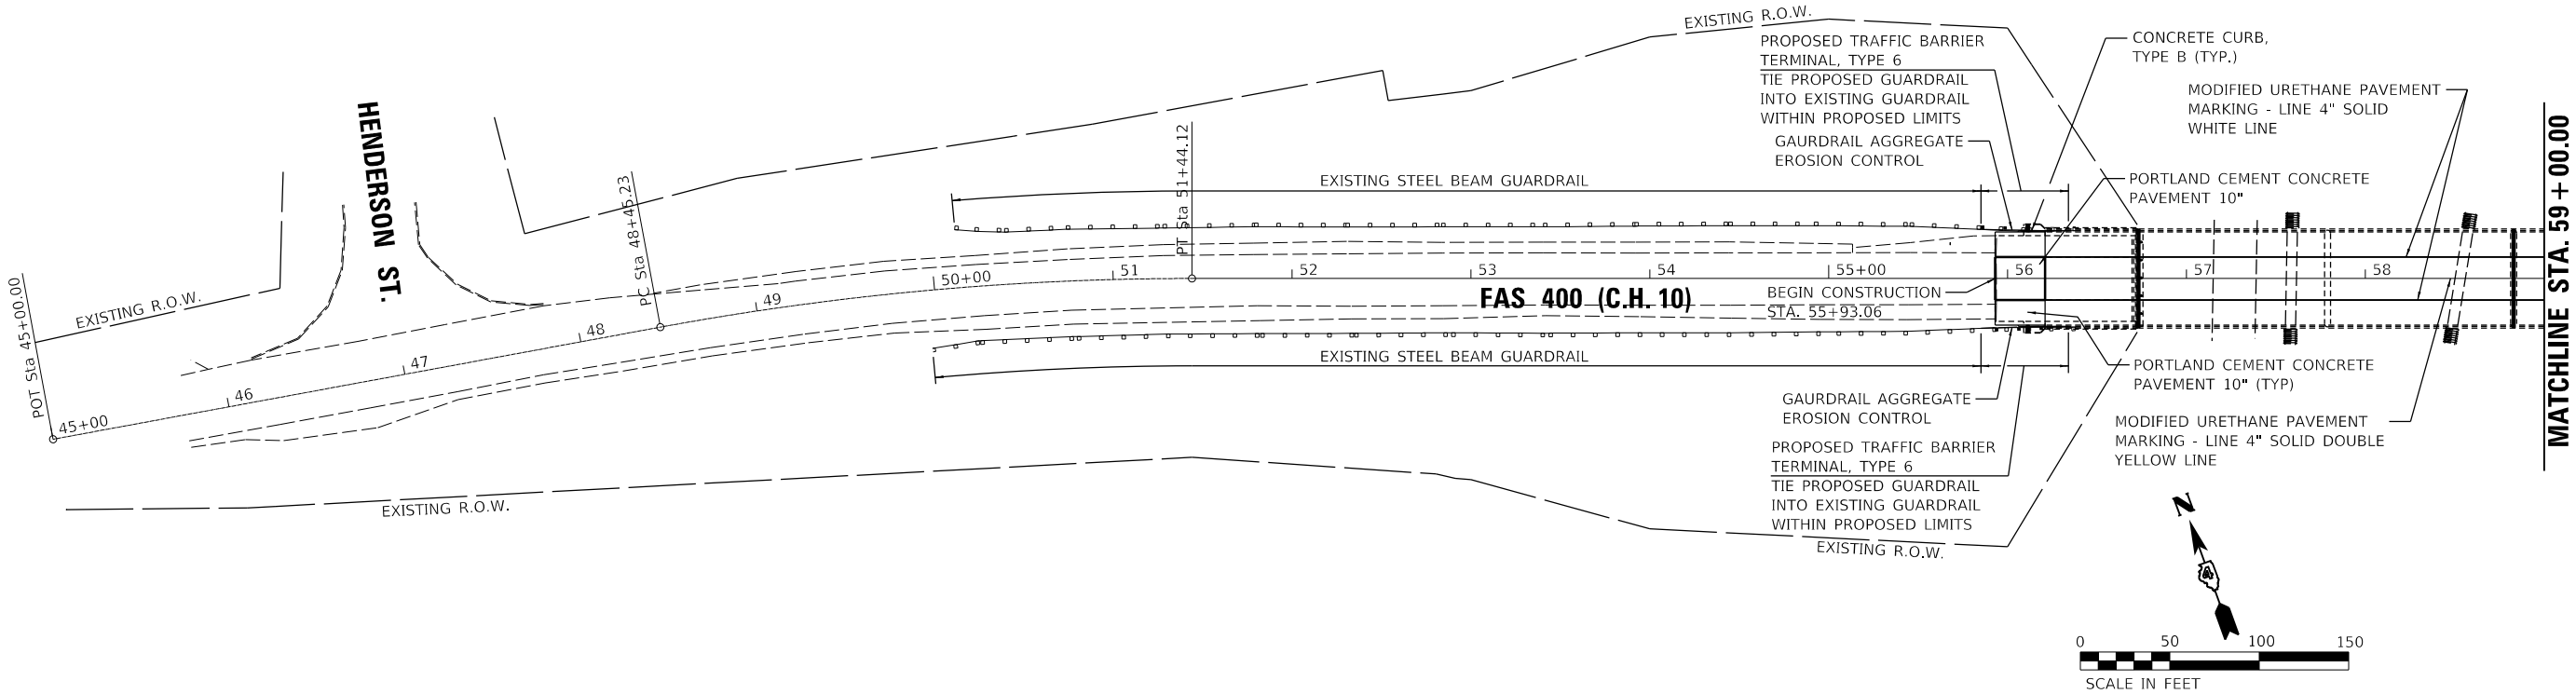 EXISTING R.O.W.
PROPOSED TRAFFIC BARRIER
TERMINAL, TYPE 6
TIE PROPOSED GUARDRAIL
INTO EXISTING GUARDRAIL
WITHIN PROPOSED LIMITS
GAURDRAIL AGGREGATE
EROSION CONTROL
CONCRETE CURB,
TYPE B (TYP.)
MODIFIED URETHANE PAVEMENT
MARKING - LINE 4" SOLID
WHITE LINE
PORTLAND CEMENT CONCRETE
PAVEMENT 10"
MATCHLINE STA. 59+00.00
HENDERSON ST.
PC Sta 48+45.23
PT Sta 51+44.12
EXISTING STEEL BEAM GUARDRAIL
POT Sta 45+00.00
EXISTING R.O.W.
45+00
46
47
48
49
50+00
51
52
53
54
55+00
56
57
58
FAS 400 (C.H. 10)
BEGIN CONSTRUCTION
STA. 55+93.06
EXISTING STEEL BEAM GUARDRAIL
PORTLAND CEMENT CONCRETE
PAVEMENT 10" (TYP)
GAURDRAIL AGGREGATE
EROSION CONTROL
MODIFIED URETHANE PAVEMENT
MARKING - LINE 4" SOLID DOUBLE
YELLOW LINE
PROPOSED TRAFFIC BARRIER
TERMINAL, TYPE 6
TIE PROPOSED GUARDRAIL
INTO EXISTING GUARDRAIL
WITHIN PROPOSED LIMITS
EXISTING R.O.W.
EXISTING R.O.W.
N
4
0 50 100 150
SCALE IN FEET